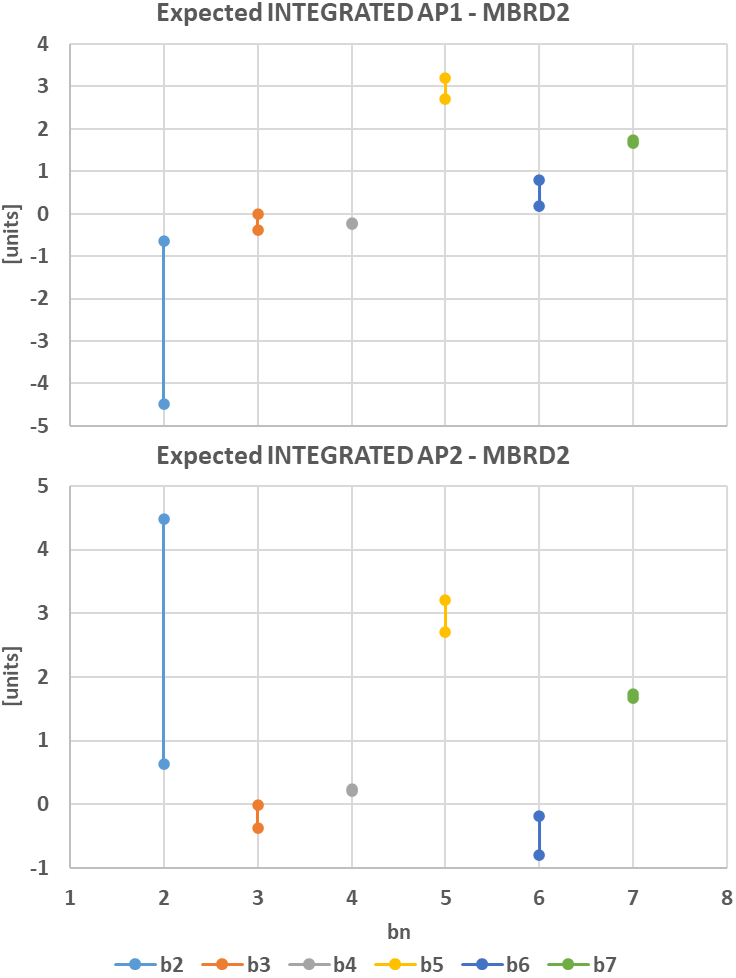 Expected INTEGRATED AP1 - MBRD2
4
3
2
1
0
-1
-2
-3
-4
-5
[units]
Expected INTEGRATED AP2 - MBRD2
5
4
3
2
1
0
-1
[units]
1 2 3 4 5 6 7 8
bn
b2 b3 b4 b5 b6 b7